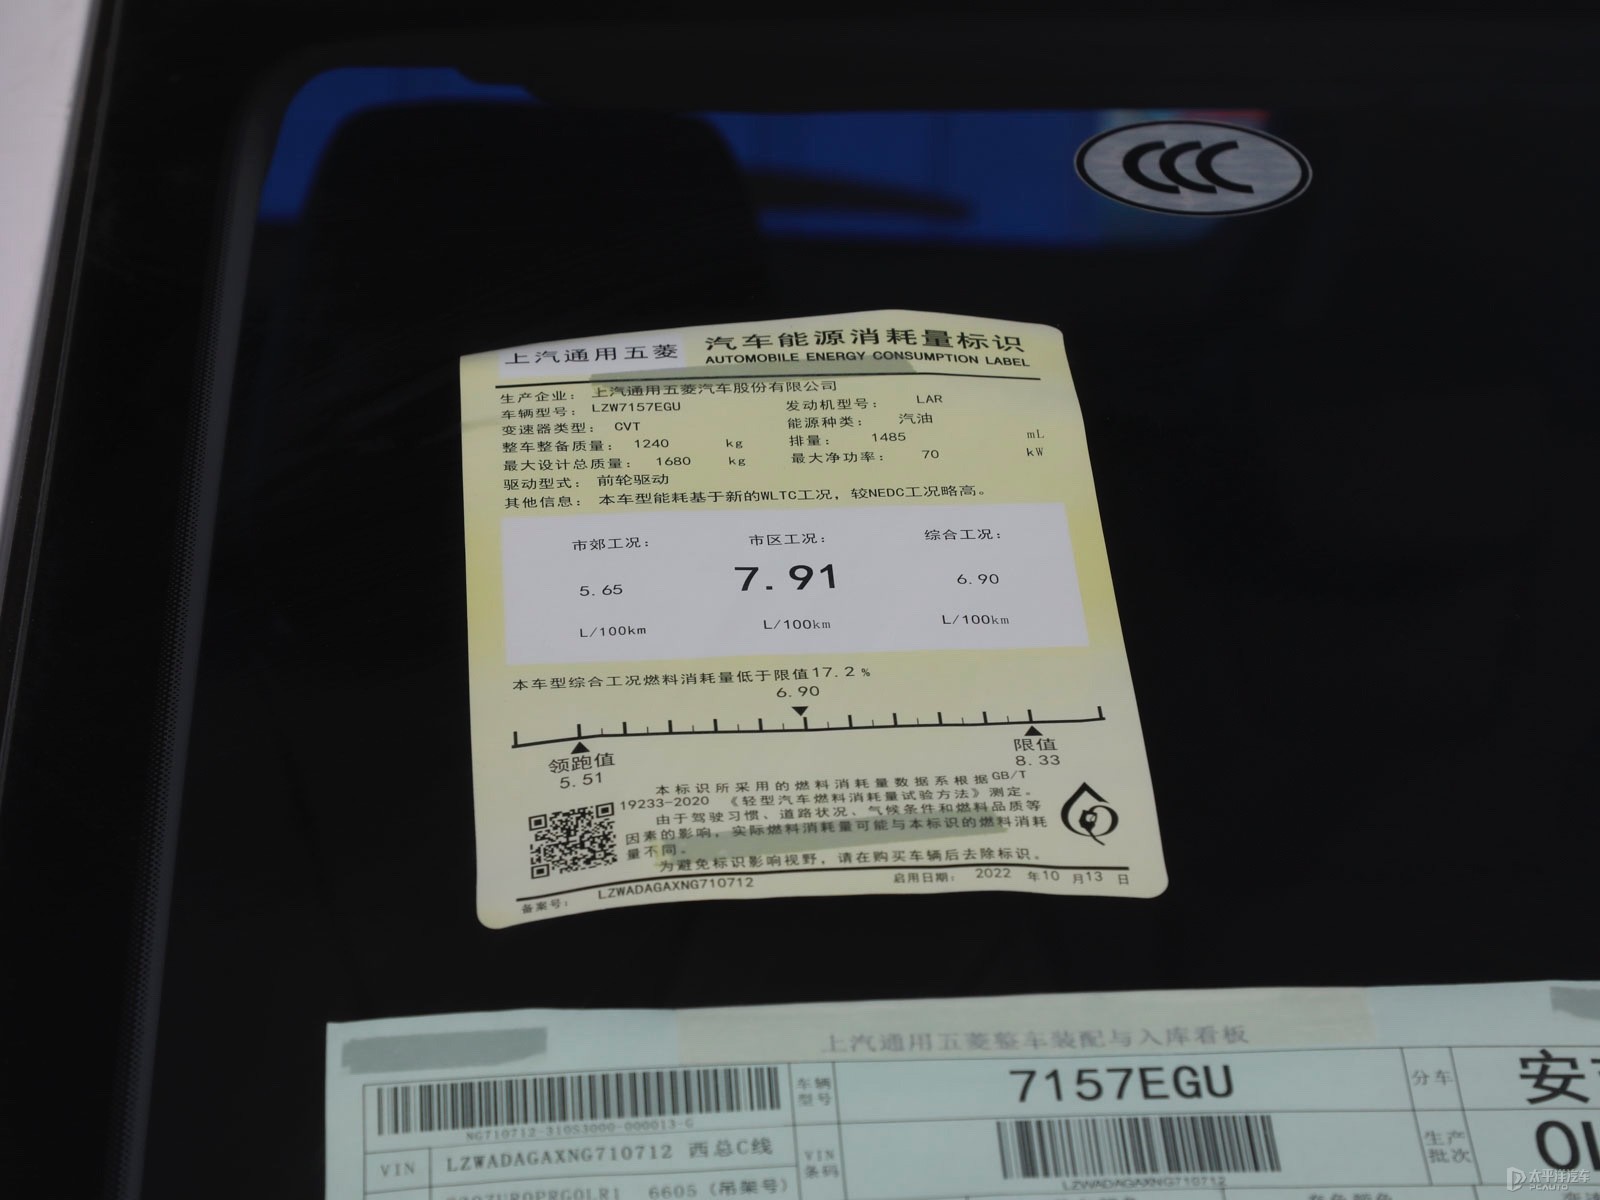 CCC
上汽通用五菱 汽车能源消耗量标识
AUTOMOBILE ENERGY CONSUMPTION LABEL
生产企业： 上汽通用五菱汽车股份有限公司
车辆型号： LZW7157EGU 发动机型号： LAR
变速器类型： CVT 能源种类： 汽油
整车整备质量： 1240 kg 排量： 1485 mL
最大设计总质量： 1680 kg 最大净功率： 70 kW
驱动型式： 前轮驱动
其他信息： 本车型能耗基于新的WLTC工况，较NEDC工况略高。
市郊工况： 市区工况： 综合工况：
5.65 7.91 6.90
L/100km L/100km L/100km
本车型综合工况燃料消耗量低于限值17.2%
6.90
领跑值 限值
5.51 8.33
本标识所采用的燃料消耗量数据系根据GB/T
19233-2020 《轻型汽车燃料消耗量试验方法》测定。
由于驾驶习惯、道路状况、气候条件和燃料品质等
因素的影响，实际燃料消耗量可能与本标识的燃料消耗
量不同。
为避免标识影响视野，请在购买车辆后去除标识。
备案号： LZWADAGAXNG710712 启用日期： 2022 年10 月13 日
上汽通用五菱整车装配与入库看板
车辆型号 7157EGU 分车
NG710712-310S3000-000013-G
VIN LZWADAGAXNG710712 西总C线 VIN条码 生产批次
LZWADAGAXNG710712
6605 (吊架号)
太平洋汽车
PCAUTO